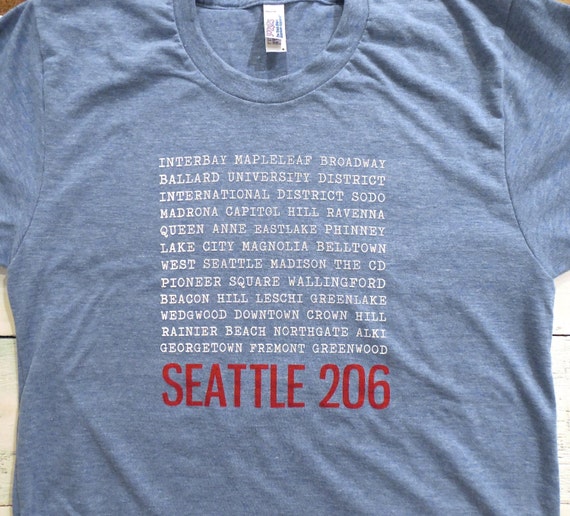 INTERBAY MAPLELEAF BROADWAY
BALLARD UNIVERSITY DISTRICT
INTERNATIONAL DISTRICT SODO
MADRONA CAPITOL HILL RAVENNA
QUEEN ANNE EASTLAKE PHINNEY
LAKE CITY MAGNOLIA BELLTOWN
WEST SEATTLE MADISON THE CD
PIONEER SQUARE WALLINGFORD
BEACON HILL LESCHI GREENLAKE
WEDGWOOD DOWNTOWN CROWN HILL
RAINIER BEACH NORTHGATE ALKI
GEORGETOWN FREMONT GREENWOOD
SEATTLE 206